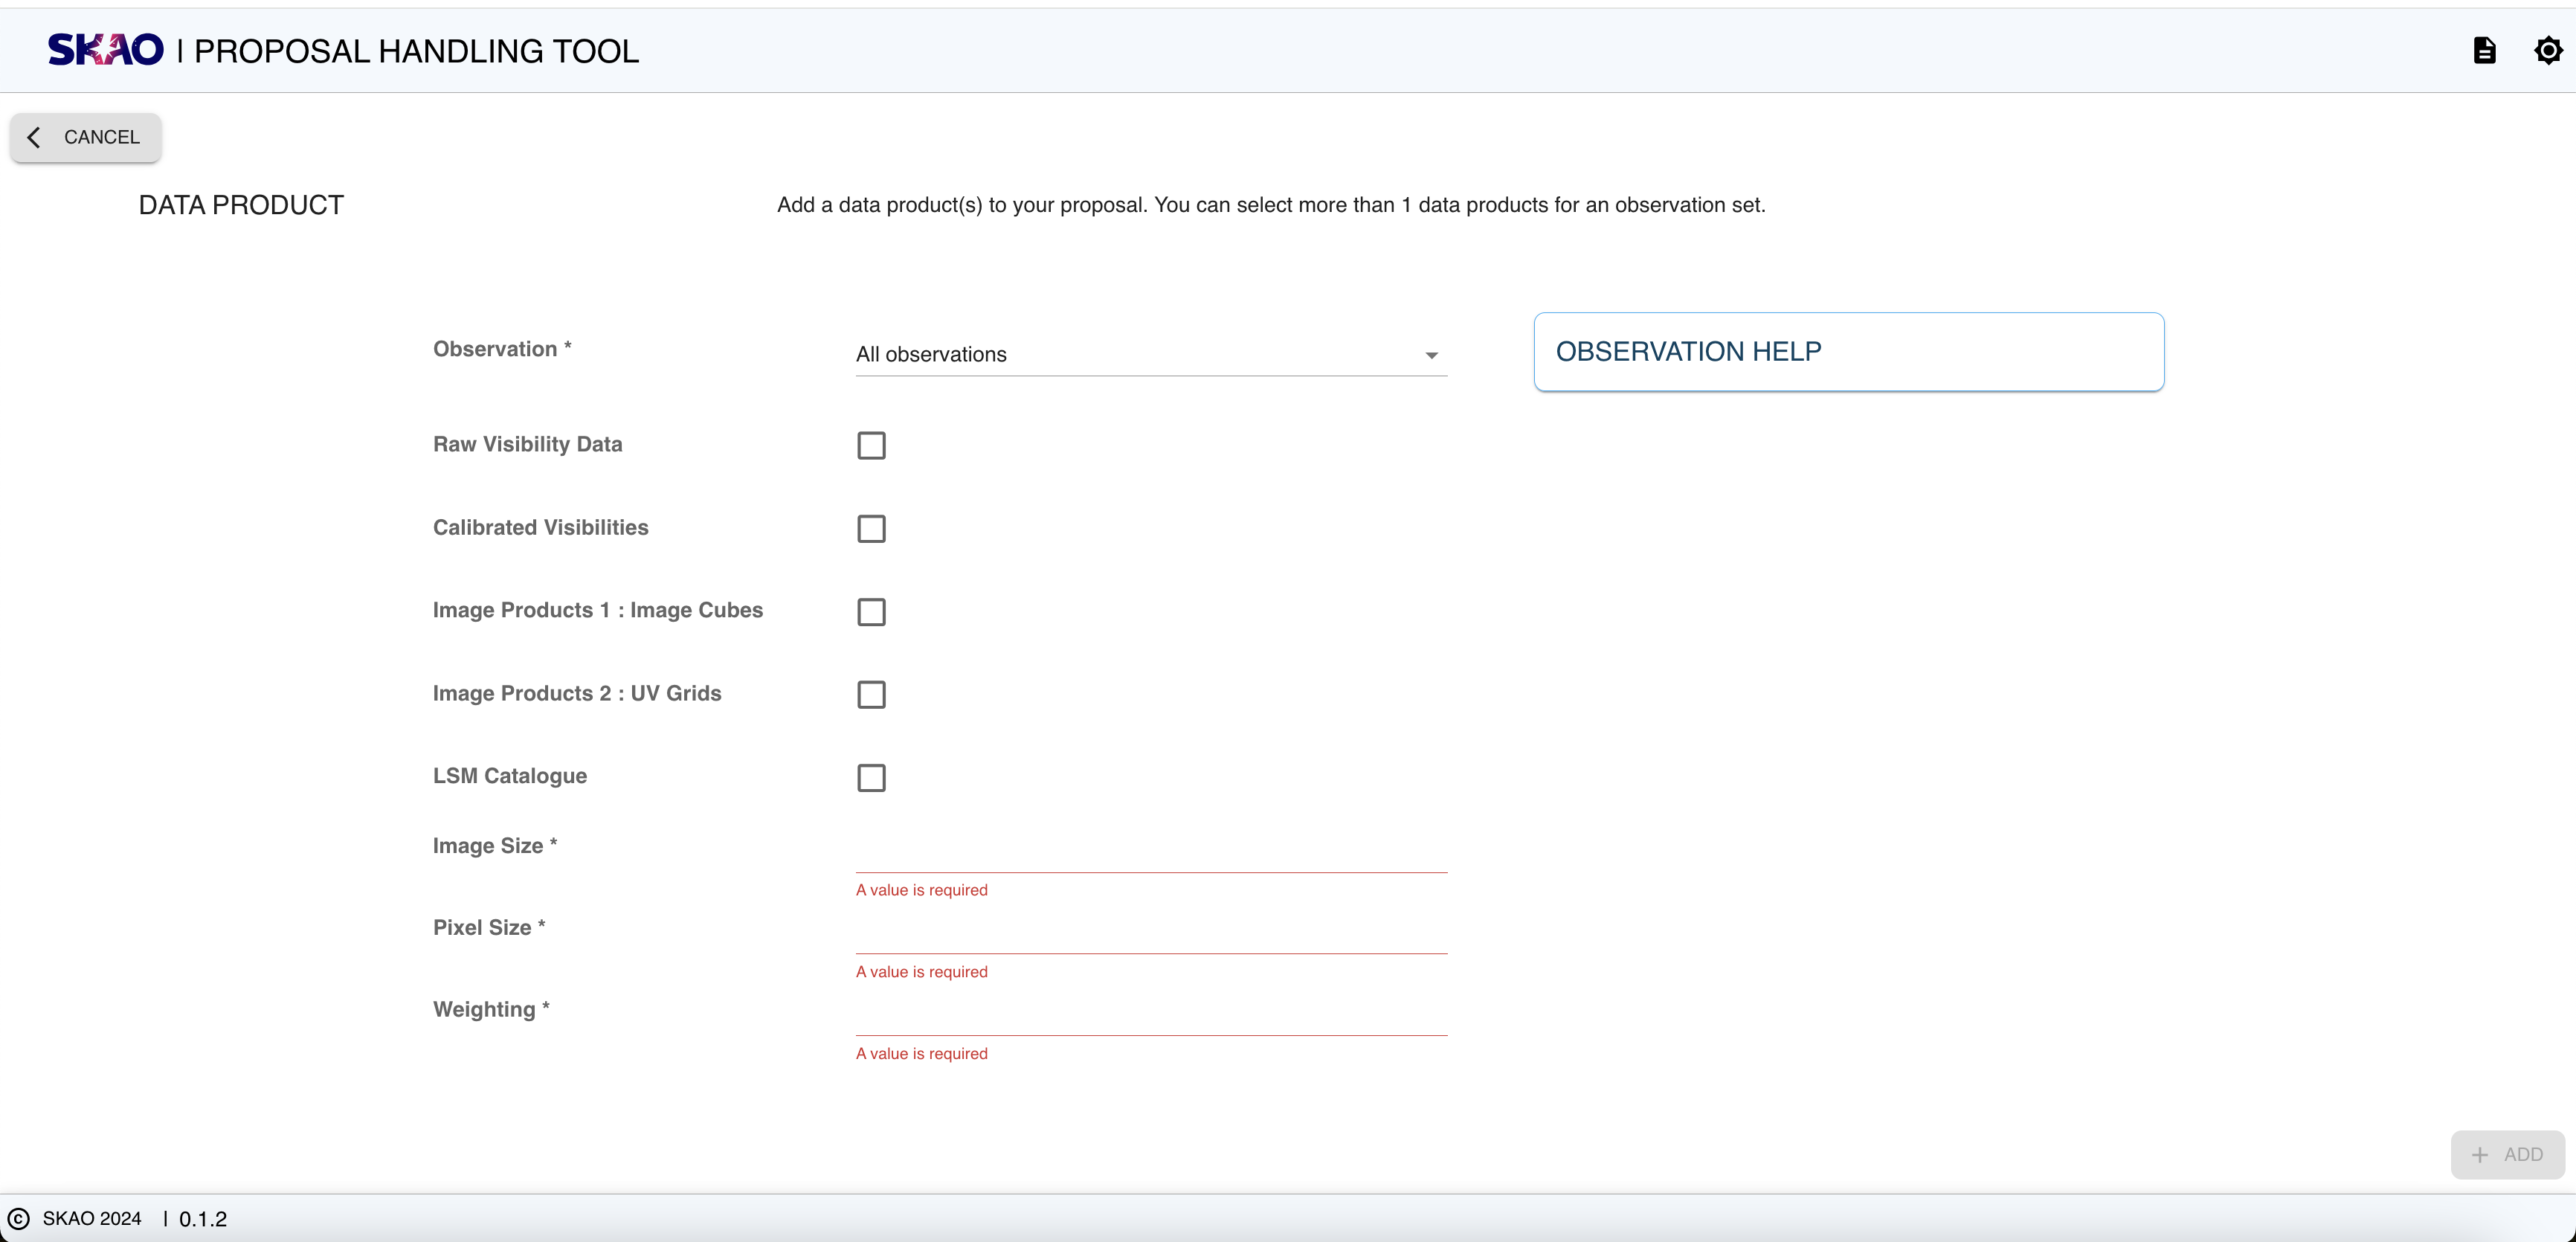 SKAO | PROPOSAL HANDLING TOOL
CANCEL
DATA PRODUCT
Add a data product(s) to your proposal. You can select more than 1 data products for an observation set.
Observation *
All observations
OBSERVATION HELP
Raw Visibility Data
Calibrated Visibilities
Image Products 1 : Image Cubes
Image Products 2 : UV Grids
LSM Catalogue
Image Size *
A value is required
Pixel Size *
A value is required
Weighting *
A value is required
+ ADD
© SKAO 2024 | 0.1.2